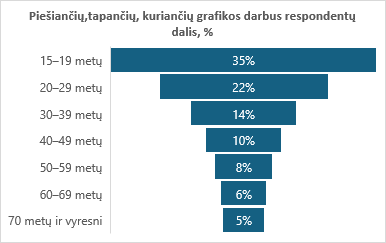 Piešiančių,tapančių, kuriančių grafikos darbus respondentų
dalis, %
15–19 metų 35%
20–29 metų 22%
30–39 metų 14%
40–49 metų 10%
50–59 metų 8%
60–69 metų 6%
70 metų ir vyresni 5%